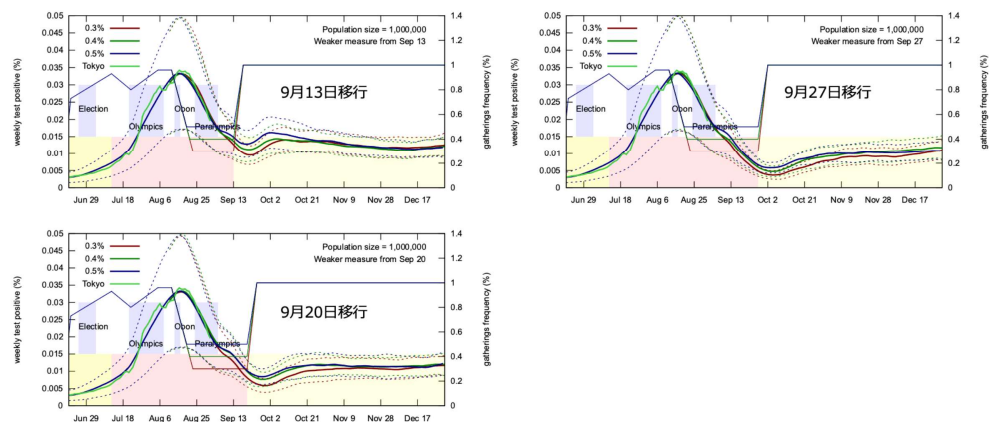 0.05
0.045
0.04
0.035
0.03
0.025
0.02
0.015
0.01
0.005
0
weekly test positive (%)
0.3%
0.4%
0.5%
Tokyo
Population size = 1,000,000
Weaker measure from Sep 13
9月13日移行
Election
Olympics
Obon
Paralympics
1.4
1.2
1
0.8
0.6
0.4
0.2
0
gatherings frequency (%)
Jun 29 Jul 18 Aug 6 Aug 25 Sep 13 Oct 2 Oct 21 Nov 9 Nov 28 Dec 17
0.05
0.045
0.04
0.035
0.03
0.025
0.02
0.015
0.01
0.005
0
weekly test positive (%)
0.3%
0.4%
0.5%
Tokyo
Population size = 1,000,000
Weaker measure from Sep 27
9月27日移行
Election
Olympics
Obon
Paralympics
1.4
1.2
1
0.8
0.6
0.4
0.2
0
gatherings frequency (%)
Jun 29 Jul 18 Aug 6 Aug 25 Sep 13 Oct 2 Oct 21 Nov 9 Nov 28 Dec 17
0.05
0.045
0.04
0.035
0.03
0.025
0.02
0.015
0.01
0.005
0
weekly test positive (%)
0.3%
0.4%
0.5%
Tokyo
Population size = 1,000,000
Weaker measure from Sep 20
9月20日移行
Election
Olympics
Obon
Paralympics
1.4
1.2
1
0.8
0.6
0.4
0.2
0
gatherings frequency (%)
Jun 29 Jul 18 Aug 6 Aug 25 Sep 13 Oct 2 Oct 21 Nov 9 Nov 28 Dec 17